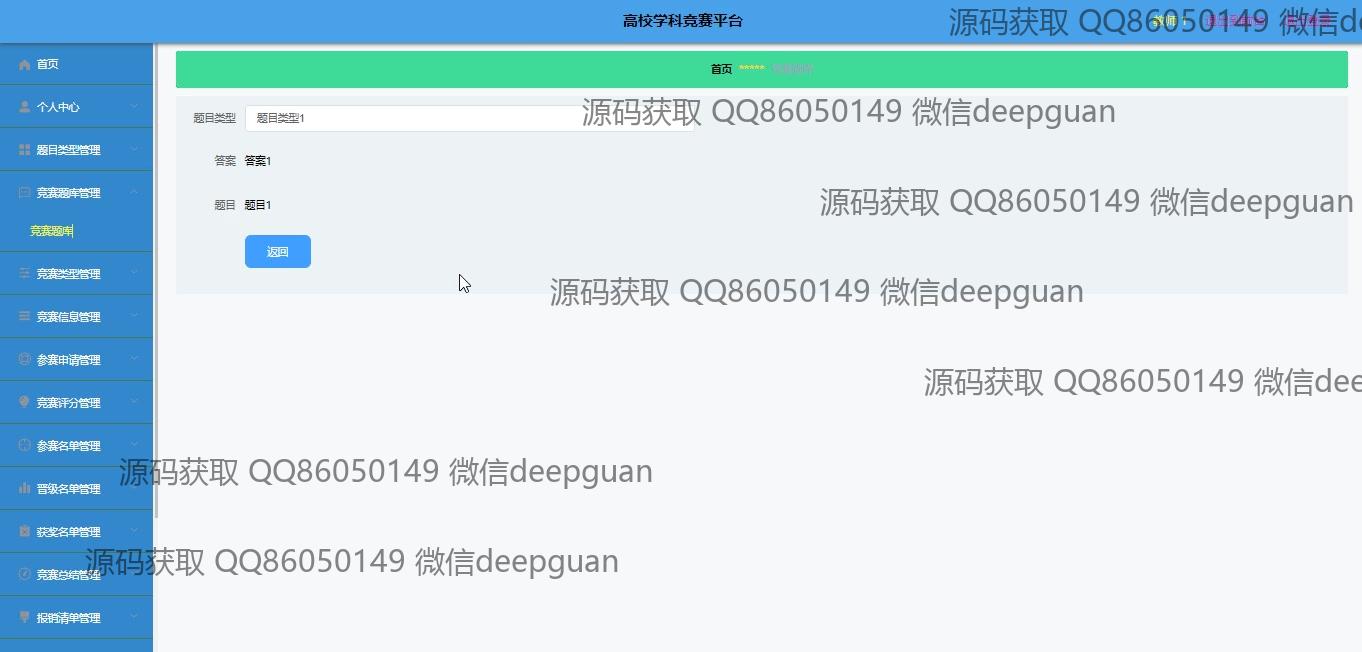 高校学科竞赛平台
源码获取 QQ86050149 微信de
首页
首页 *****
个人中心
题目类型 题目类型1
源码获取 QQ86050149 微信deepguan
题目类型管理
答案 答案1
竞赛题库管理
题目 题目1
源码获取 QQ86050149 微信deepguan
竞赛题库
返回
竞赛类型管理
源码获取 QQ86050149 微信deepguan
竞赛信息管理
参赛申请管理
源码获取 QQ86050149 微信dee
竞赛评分管理
参赛名单管理
源码获取 QQ86050149 微信deepguan
晋级名单管理
获奖名单管理
源码获取 QQ86050149 微信deepguan
竞赛总结管理
报销清单管理